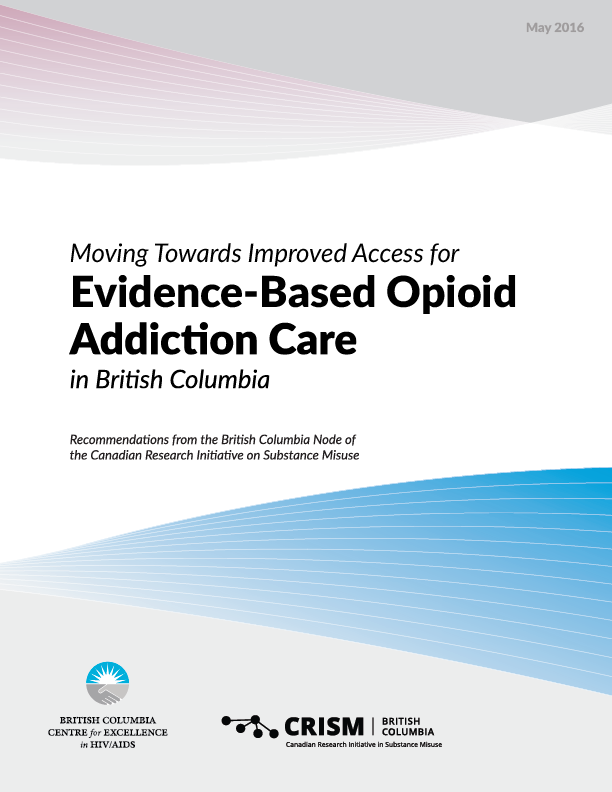 May 2016
Moving Towards Improved Access for
Evidence-Based Opioid
Addiction Care
in British Columbia
Recommendations from the British Columbia Node of
the Canadian Research Initiative on Substance Misuse
BRITISH COLUMBIA
CENTRE for EXCELLENCE
in HIV/AIDS
CRISM
BRITISH
COLUMBIA
Canadian Research Initiative in Substance Misuse